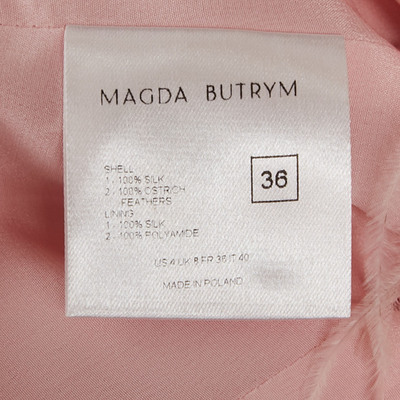 MAGDA BUTRYM
SHELL
1 - 100% SILK
2 - 100% OSTRICH
FEATHERS
LINING
1 - 100% SILK
2 - 100% POLYAMIDE
36
US 4 UK 8 FR 36 IT 40
MADE IN POLAND